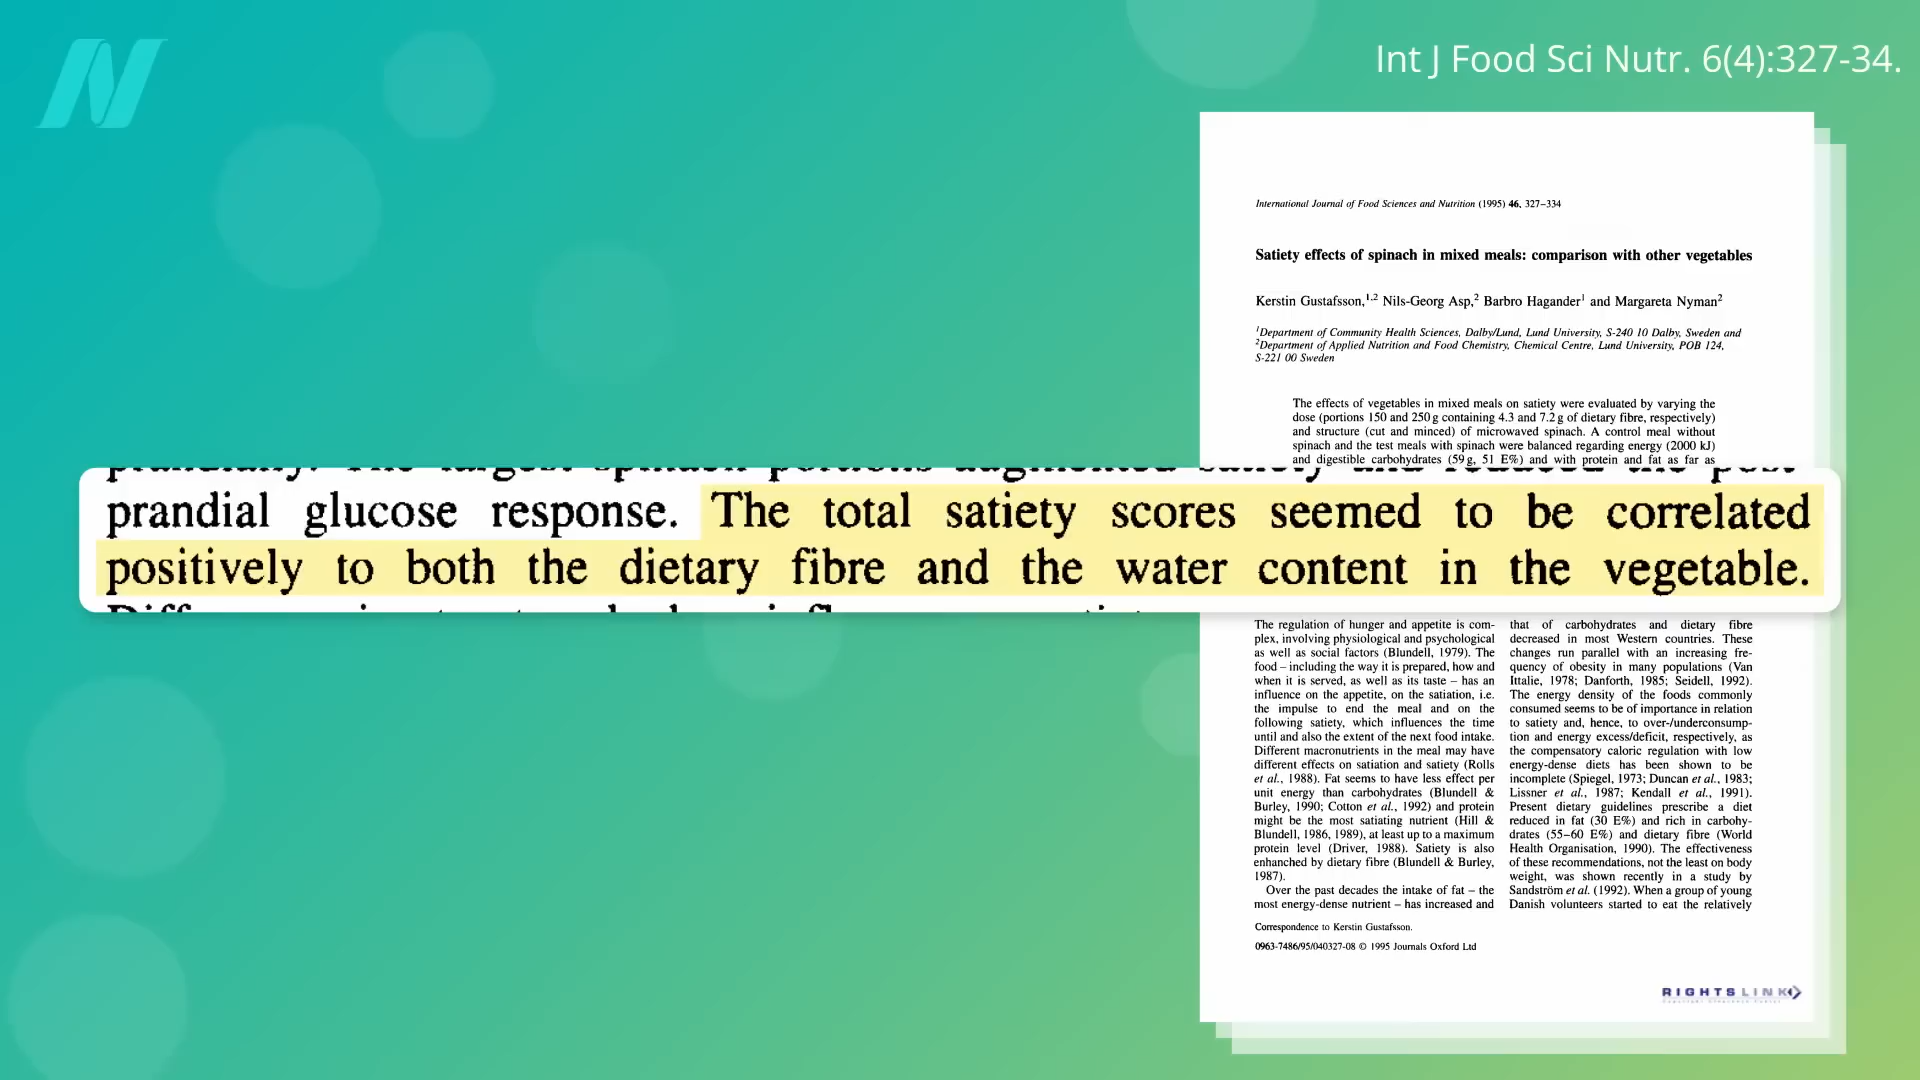 Int J Food Sci Nutr. 6(4):327-34.
International Journal of Food Sciences and Nutrition (1995) 46, 327–334
Satiety effects of spinach in mixed meals: comparison with other vegetables
Kerstin Gustafsson,1,2 Nils-Georg Asp,2 Barbro Hagander1 and Margareta Nyman2
1Department of Community Health Sciences, Dalby/Lund, Lund University, S-240 10 Dalby, Sweden and
2Department of Applied Nutrition and Food Chemistry, Chemical Centre, Lund University, POB 124,
S-221 00 Sweden
The effects of vegetables in mixed meals on satiety were evaluated by varying the
dose (portions 150 and 250 g containing 4.3 and 7.2 g of dietary fibre, respectively)
and structure (cut and minced) of microwaved spinach. A control meal without
spinach and the test meals with spinach were balanced regarding energy (2000 kJ)
and digestible carbohydrates (59 g, 51 E%) and with protein and fat as far as
prandial glucose response. The total satiety scores seemed to be correlated
positively to both the dietary fibre and the water content in the vegetable.
The regulation of hunger and appetite is com-
plex, involving physiological and psychological
as well as social factors (Blundell, 1979). The
food – including the way it is prepared, how and
when it is served, as well as its taste – has an
influence on the appetite, on the satiation, i.e.
the impulse to end the meal and on the
following satiety, which influences the time
until and also the extent of the next food intake.
Different macronutrients in the meal may have
different effects on satiation and satiety (Rolls
et al., 1988). Fat seems to have less effect per
unit energy than carbohydrates (Blundell &
Burley, 1990; Cotton et al., 1992) and protein
might be the most satiating nutrient (Hill &
Blundell, 1986, 1989), at least up to a maximum
protein level (Driver, 1988). Satiety is also
enhanched by dietary fibre (Blundell & Burley,
1987).
Over the past decades the intake of fat – the
most energy-dense nutrient – has increased and
that of carbohydrates and dietary fibre
decreased in most Western countries. These
changes run parallel with an increasing fre-
quency of obesity in many populations (Van
Ittalie, 1978; Danforth, 1985; Seidell, 1992).
The energy density of the foods commonly
consumed seems to be of importance in relation
to satiety and, hence, to over-/underconsump-
tion and energy excess/deficit, respectively, as
the compensatory caloric regulation with low
energy-dense diets has been shown to be
incomplete (Spiegel, 1973; Duncan et al., 1983;
Lissner et al., 1987; Kendall et al., 1991).
Present dietary guidelines prescribe a diet
reduced in fat (30 E%) and rich in carbohy-
drates (55–60 E%) and dietary fibre (World
Health Organisation, 1990). The effectiveness
of these recommendations, not the least on body
weight, was shown recently in a study by
Sandström et al. (1992). When a group of young
Danish volunteers started to eat the relatively
Correspondence to Kerstin Gustafsson.
0963-7486/95/040327-08 © 1995 Journals Oxford Ltd
RIGHTSLINK